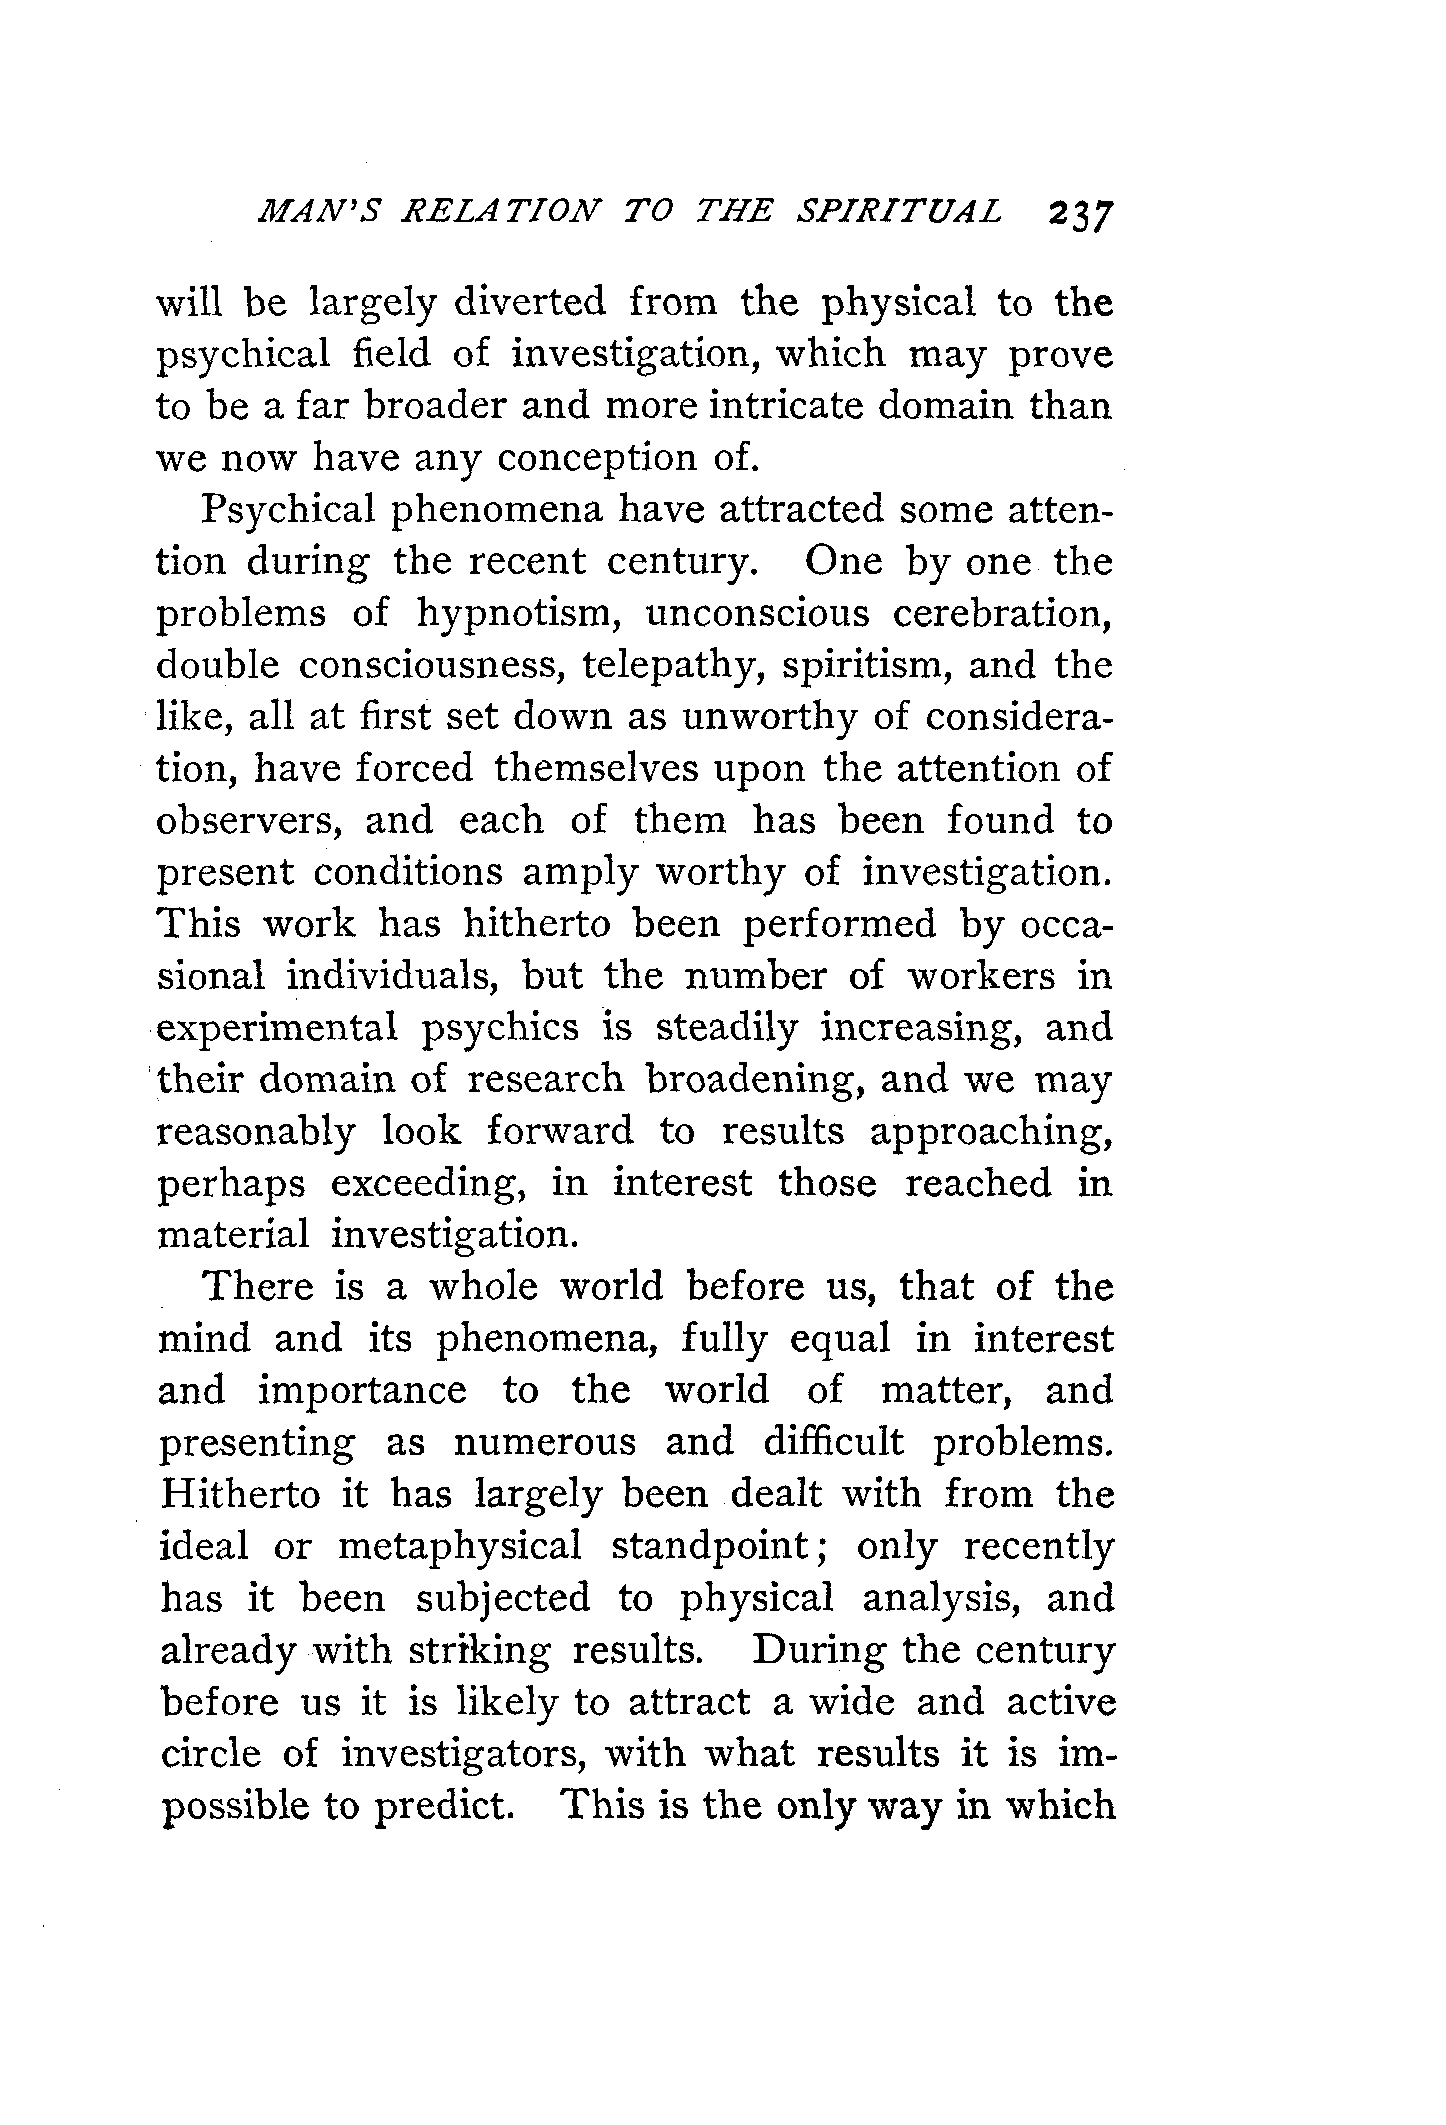 MAN'S RELATION TO THE SPIRITUAL 237
will be largely diverted from the physical to the
psychical field of investigation, which may prove
to be a far broader and more intricate domain than
we now have any conception of.
Psychical phenomena have attracted some atten-
tion during the recent century. One by one the
problems of hypnotism, unconscious cerebration,
double consciousness, telepathy, spiritism, and the
like, all at first set down as unworthy of considera-
tion, have forced themselves upon the attention of
observers, and each of them has been found to
present conditions amply worthy of investigation.
This work has hitherto been performed by occa-
sional individuals, but the number of workers in
experimental psychics is steadily increasing, and
their domain of research broadening, and we may
reasonably look forward to results approaching,
perhaps exceeding, in interest those reached in
material investigation.
There is a whole world before us, that of the
mind and its phenomena, fully equal in interest
and importance to the world of matter, and
presenting as numerous and difficult problems.
Hitherto it has largely been dealt with from the
ideal or metaphysical standpoint; only recently
has it been subjected to physical analysis, and
already with striking results. During the century
before us it is likely to attract a wide and active
circle of investigators, with what results it is im-
possible to predict. This is the only way in which